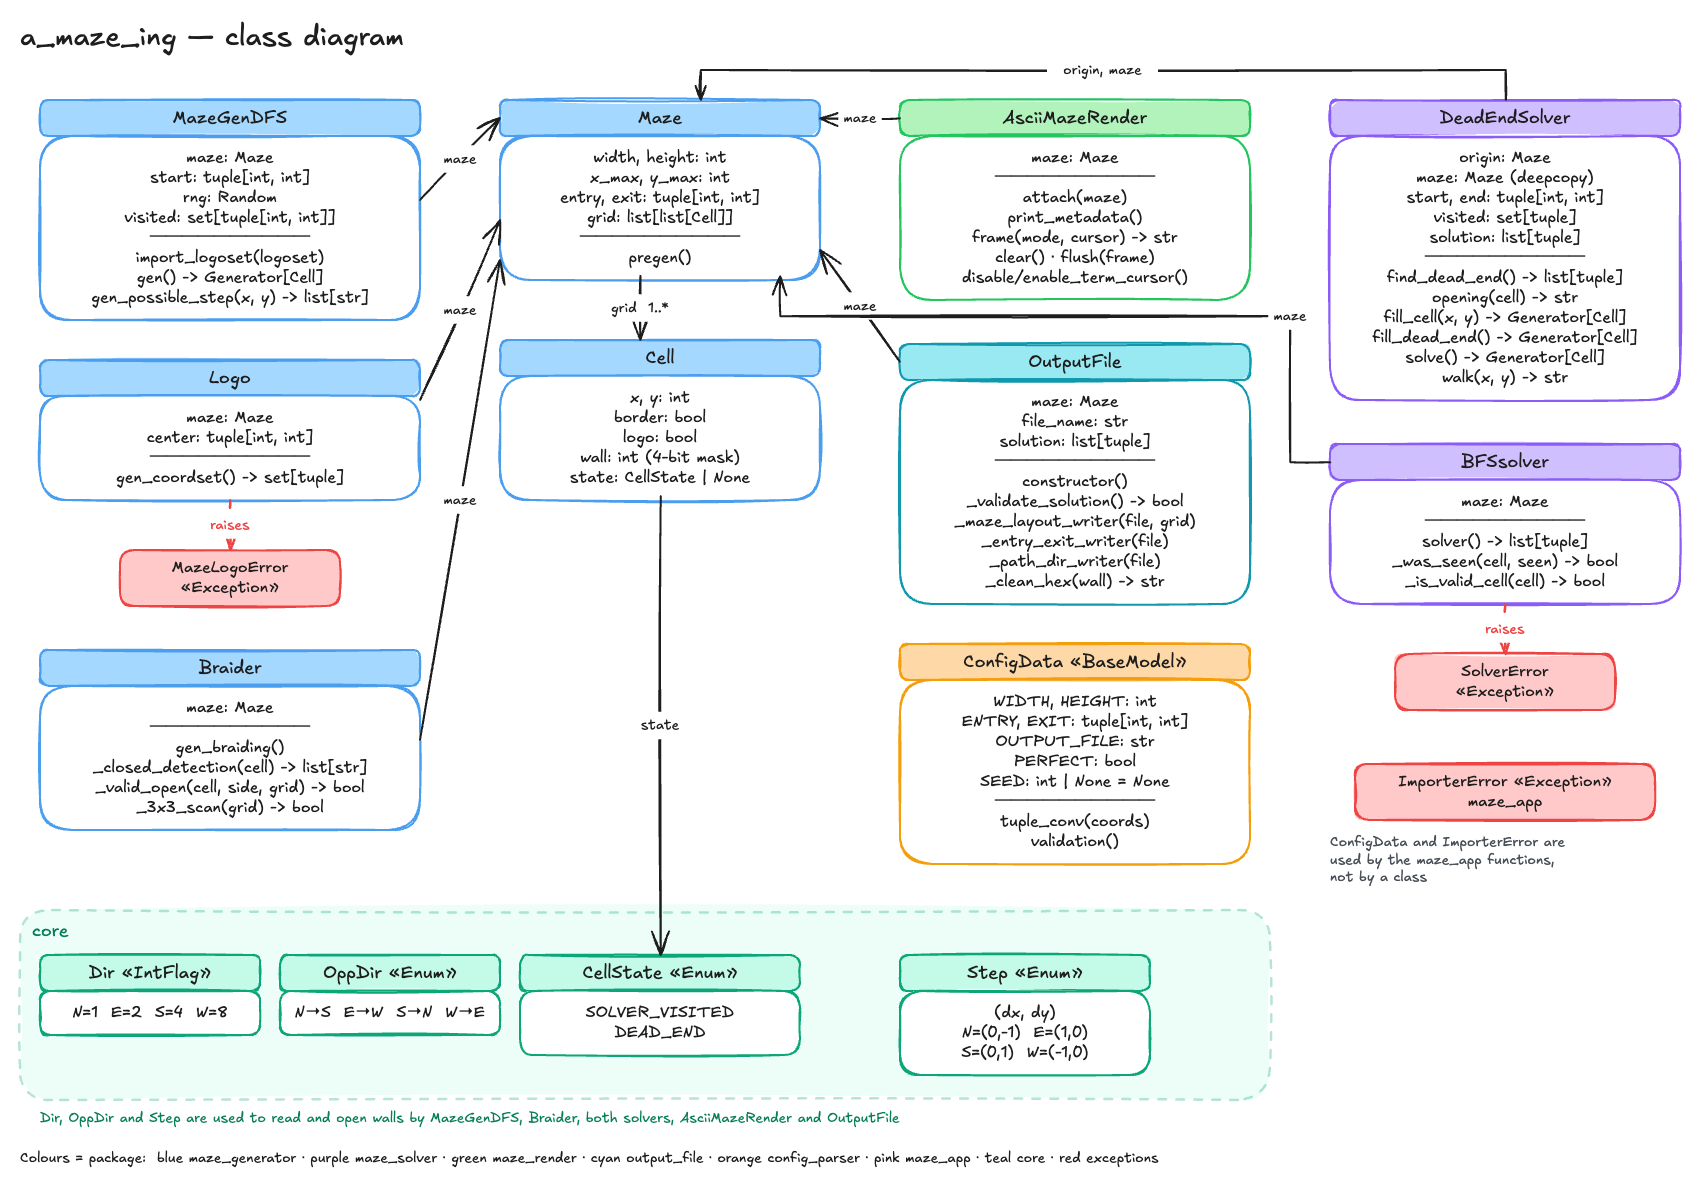 a_maze_ing — class diagram
origin, maze
MazeGenDFS
maze: Maze
start: tuple[int, int]
rng: Random
visited: set[tuple[int, int]]
import_logoset(logoset)
gen() -> Generator[Cell]
gen_possible_step(x, y) -> list[str]
maze
Maze
width, height: int
x_max, y_max: int
entry, exit: tuple[int, int]
grid: list[list[Cell]]
pregen()
maze
AsciiMazeRender
maze: Maze
attach(maze)
print_metadata()
frame(mode, cursor) -> str
clear() · flush(frame)
disable/enable_term_cursor()
DeadEndSolver
origin: Maze
maze: Maze (deepcopy)
start, end: tuple[int, int]
visited: set[tuple]
solution: list[tuple]
find_dead_end() -> list[tuple]
opening(cell) -> str
fill_cell(x, y) -> Generator[Cell]
fill_dead_end() -> Generator[Cell]
solve() -> Generator[Cell]
walk(x, y) -> str
maze
grid 1..*
maze
maze
Logo
maze: Maze
center: tuple[int, int]
gen_coordset() -> set[tuple]
raises
MazeLogoError
«Exception»
Cell
x, y: int
border: bool
logo: bool
wall: int (4-bit mask)
state: CellState | None
OutputFile
maze: Maze
file_name: str
solution: list[tuple]
constructor()
_validate_solution() -> bool
_maze_layout_writer(file, grid)
_entry_exit_writer(file)
_path_dir_writer(file)
_clean_hex(wall) -> str
BFSsolver
maze: Maze
solver() -> list[tuple]
_was_seen(cell, seen) -> bool
_is_valid_cell(cell) -> bool
raises
SolverError
«Exception»
maze
Braider
maze: Maze
gen_braiding()
_closed_detection(cell) -> list[str]
_valid_open(cell, side, grid) -> bool
_3x3_scan(grid) -> bool
state
ConfigData «BaseModel»
WIDTH, HEIGHT: int
ENTRY, EXIT: tuple[int, int]
OUTPUT_FILE: str
PERFECT: bool
SEED: int | None = None
tuple_conv(coords)
validation()
ImporterError «Exception»
maze_app
ConfigData and ImporterError are
used by the maze_app functions,
not by a class
core
Dir «IntFlag»
N=1 E=2 S=4 W=8
OppDir «Enum»
N→S E→W S→N W→E
CellState «Enum»
SOLVER_VISITED
DEAD_END
Step «Enum»
(dx, dy)
N=(0,-1) E=(1,0)
S=(0,1) W=(-1,0)
Dir, OppDir and Step are used to read and open walls by MazeGenDFS, Braider, both solvers, AsciiMazeRender and OutputFile
Colours = package: blue maze_generator · purple maze_solver · green maze_render · cyan output_file · orange config_parser · pink maze_app · teal core · red exceptions